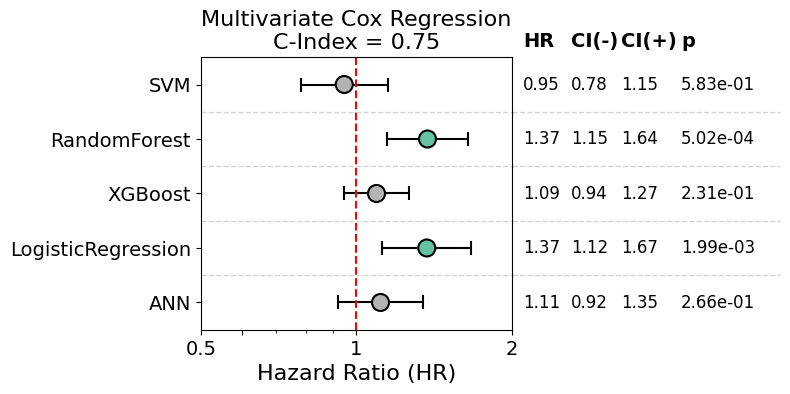 Multivariate Cox Regression
C-Index = 0.75
HR CI(-) CI(+) p
SVM 0.95 0.78 1.15 5.83e-01
RandomForest 1.37 1.15 1.64 5.02e-04
XGBoost 1.09 0.94 1.27 2.31e-01
LogisticRegression 1.37 1.12 1.67 1.99e-03
ANN 1.11 0.92 1.35 2.66e-01
0.5 1 2
Hazard Ratio (HR)